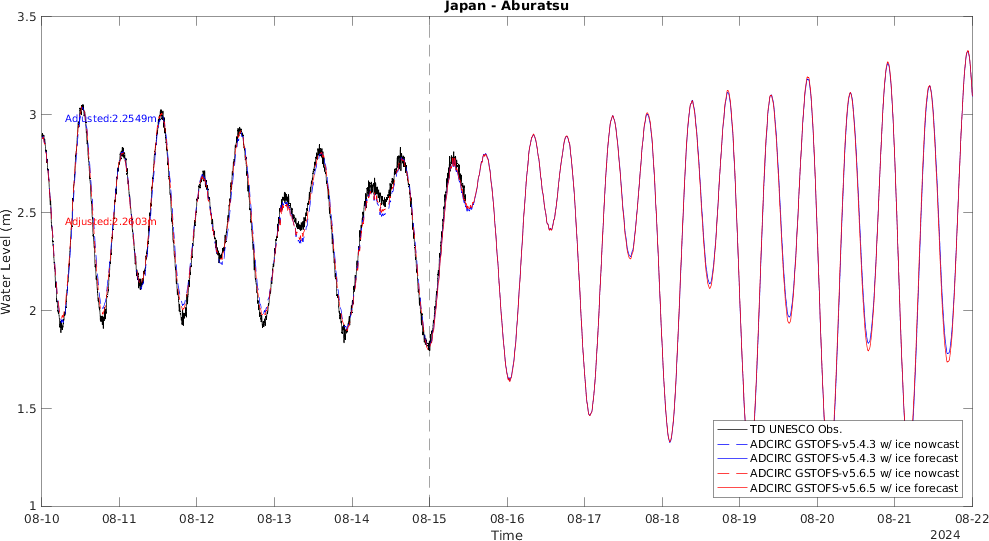 Japan - Aburatsu
3.5
3
2.5
2
1.5
1
Water Level (m)
Adjusted:2.2549m
Adjusted:2.2603m
TD UNESCO Obs.
ADCIRC GSTOFS-v5.4.3 w/ ice nowcast
ADCIRC GSTOFS-v5.4.3 w/ ice forecast
ADCIRC GSTOFS-v5.6.5 w/ ice nowcast
ADCIRC GSTOFS-v5.6.5 w/ ice forecast
08-10 08-11 08-12 08-13 08-14 08-15 08-16 08-17 08-18 08-19 08-20 08-21 08-22
Time
2024